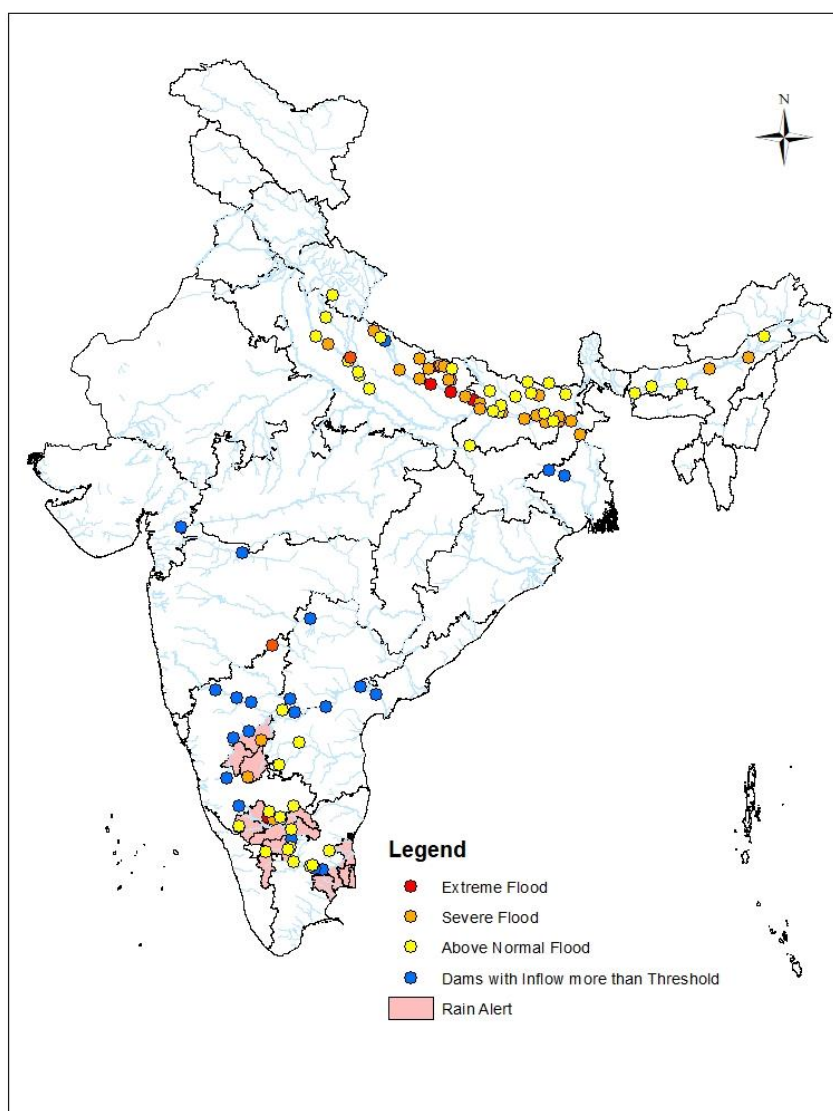 N
Legend
Extreme Flood
Severe Flood
Above Normal Flood
Dams with Inflow more than Threshold
Rain Alert